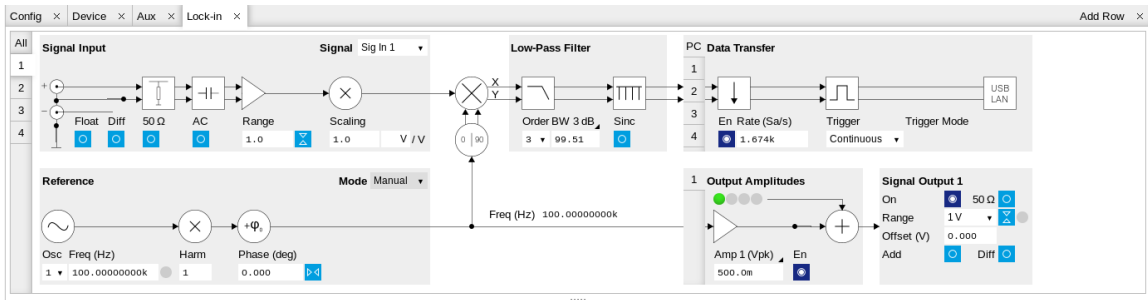 Config × Device × Aux × Lock-in × Add Row ×
All
1
2
3
4
Signal Input Signal Sig In 1
+
−
Float Diff 50 Ω AC Range Scaling
1.0 1.0 V / V
X
Y
0 90
Low-Pass Filter
Order BW 3 dB Sinc
3 99.51
PC
1
2
3
4
Data Transfer
USB
LAN
En Rate (Sa/s) Trigger Trigger Mode
1.674k Continuous
Reference Mode Manual
+φ0
Osc Freq (Hz) Harm Phase (deg)
1 100.00000000k 1 0.000
Freq (Hz) 100.00000000k
1 Output Amplitudes
Amp 1 (Vpk) En
500.0m
Signal Output 1
On 50 Ω
Range 1 V
Offset (V) 0.000
Add Diff